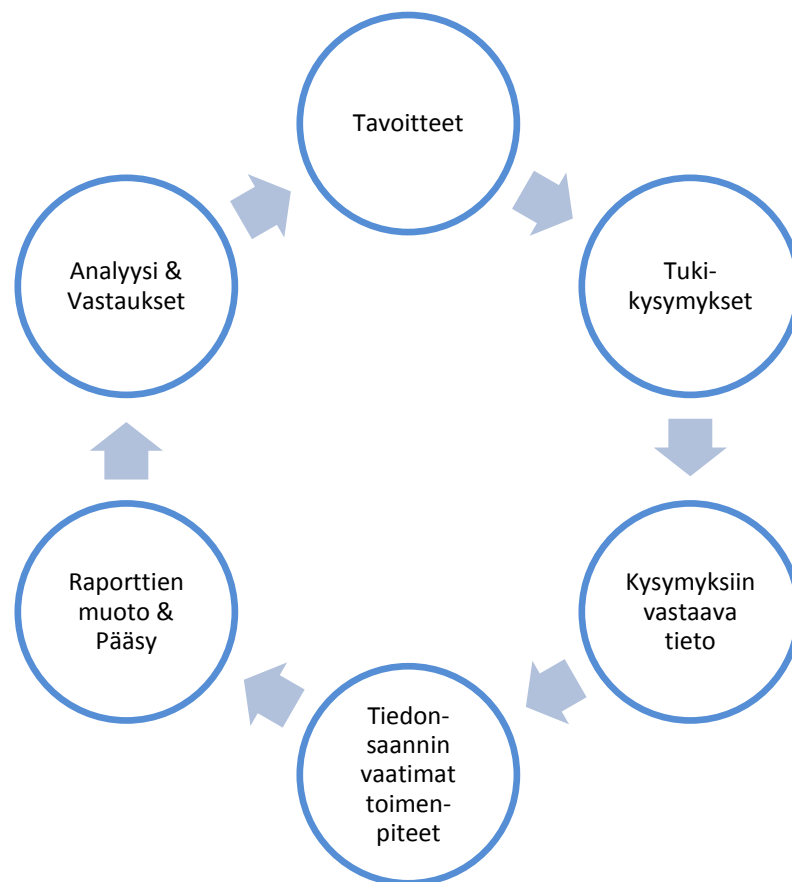 Tavoitteet
Tuki-
kysymykset
Kysymyksiin
vastaava
tieto
Tiedon-
saannin
vaatimat
toimen-
piteet
Raporttien
muoto &
Pääsy
Analyysi &
Vastaukset